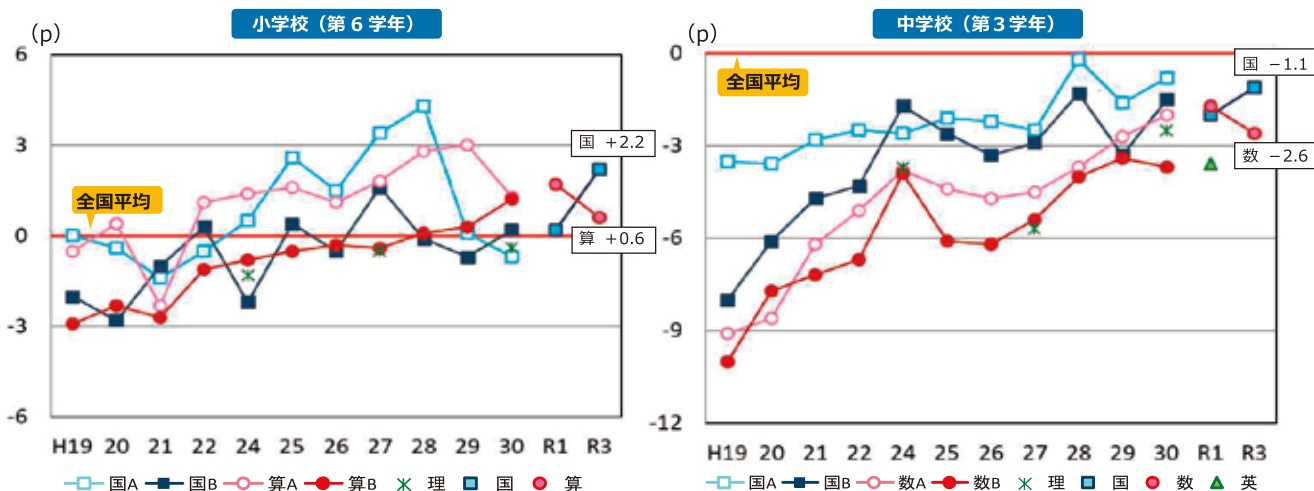 小学校（第６学年）
(p)
6
3
0
-3
-6
全国平均
国 +2.2
算 +0.6
H19 20 21 22 24 25 26 27 28 29 30 R1 R3
国A 国B 算A 算B 理 国 算
中学校（第３学年）
(p)
-0
-3
-6
-9
-12
全国平均
国 −1.1
数 −2.6
H19 20 21 22 24 25 26 27 28 29 30 R1 R3
国A 国B 数A 数B 理 国 数 英